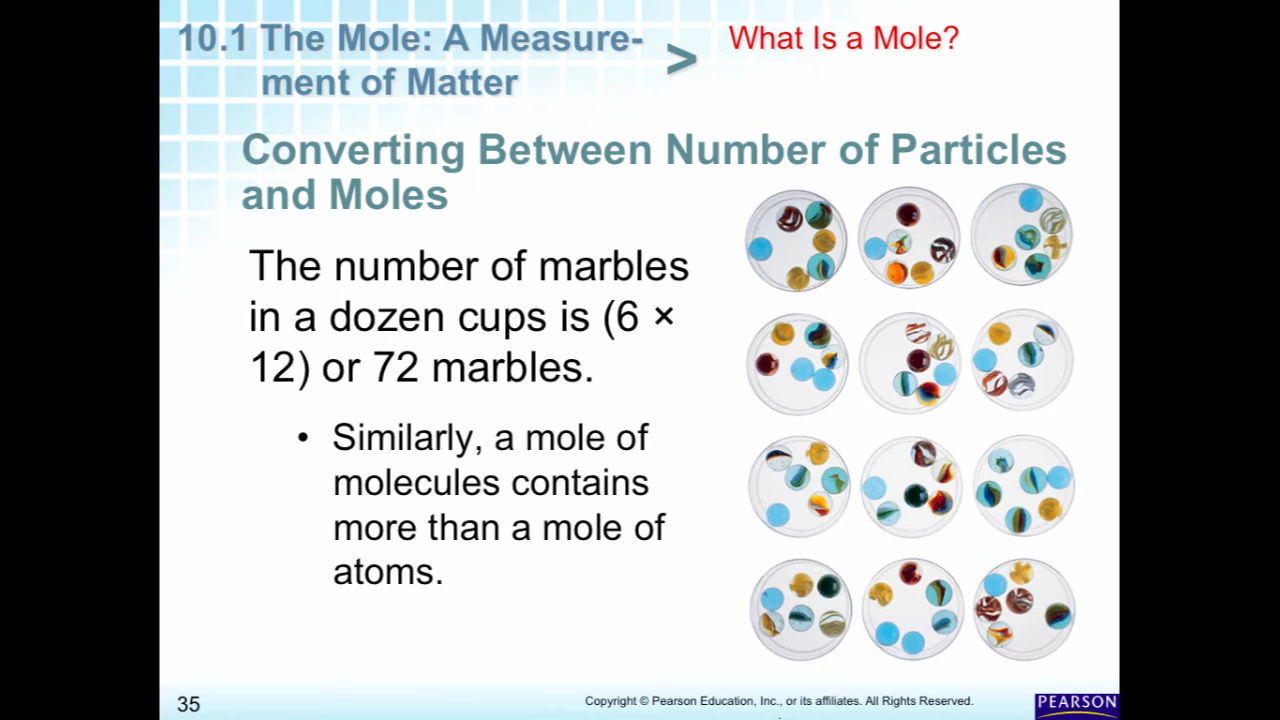 10.1 The Mole: A Measure-
ment of Matter
>
What Is a Mole?
Converting Between Number of Particles
and Moles
The number of marbles
in a dozen cups is (6 ×
12) or 72 marbles.
• Similarly, a mole of
molecules contains
more than a mole of
atoms.
35
Copyright © Pearson Education, Inc., or its affiliates. All Rights Reserved.
PEARSON